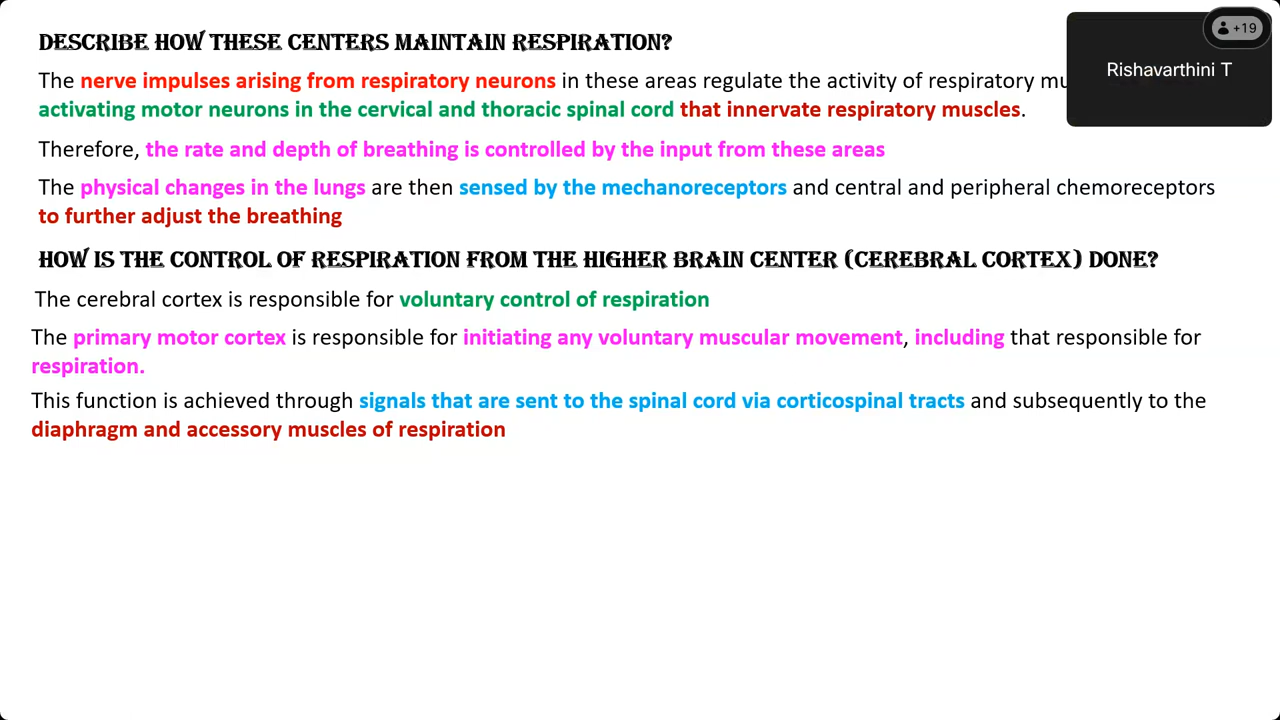 DESCRIBE HOW THESE CENTERS MAINTAIN RESPIRATION?
+19
Rishavarthini T
The nerve impulses arising from respiratory neurons in these areas regulate the activity of respiratory
activating motor neurons in the cervical and thoracic spinal cord that innervate respiratory muscles.
Therefore, the rate and depth of breathing is controlled by the input from these areas
The physical changes in the lungs are then sensed by the mechanoreceptors and central and peripheral chemoreceptors
to further adjust the breathing
HOW IS THE CONTROL OF RESPIRATION FROM THE HIGHER BRAIN CENTER (CEREBRAL CORTEX) DONE?
The cerebral cortex is responsible for voluntary control of respiration
The primary motor cortex is responsible for initiating any voluntary muscular movement, including that responsible for
respiration.
This function is achieved through signals that are sent to the spinal cord via corticospinal tracts and subsequently to the
diaphragm and accessory muscles of respiration